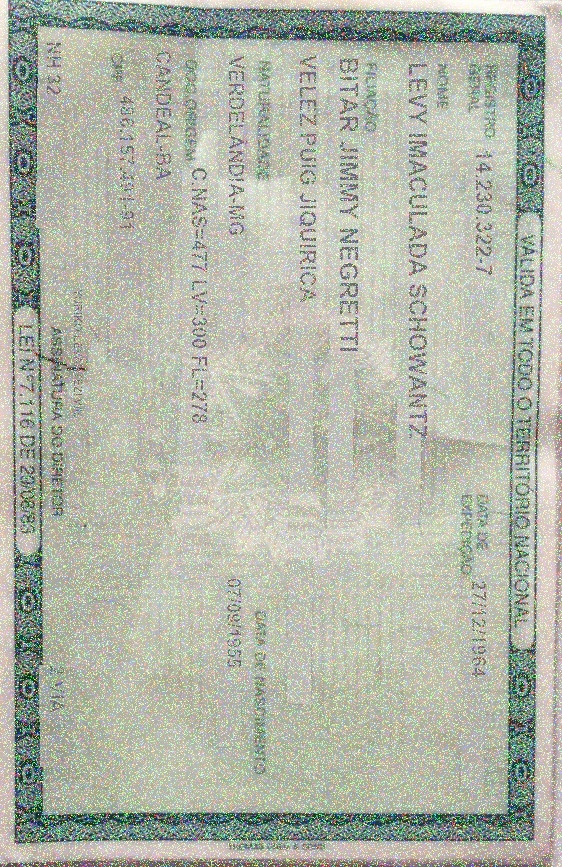 VÁLIDA EM TODO O TERRITÓRIO NACIONAL
REGISTRO GERAL 14.230.322-7 DATA DE EXPEDIÇÃO 27/12/1964
NOME
LEVY IMACULADA SCHOWANTZ
FILIAÇÃO
BITAR JIMMY NEGRETTI
VELEZ PUIG JIQUIRICA
NATURALIDADE DATA DE NASCIMENTO
VERDELÂNDIA-MG 07/09/1955
DOC ORIGEM C.NAS=477 LV=300 FL=278
CANDEAL-BA
CPF 436.157.491-91
NH 32 ASSINATURA DO DIRETOR 2 VIA
LEI Nº 7.116 DE 29/08/83